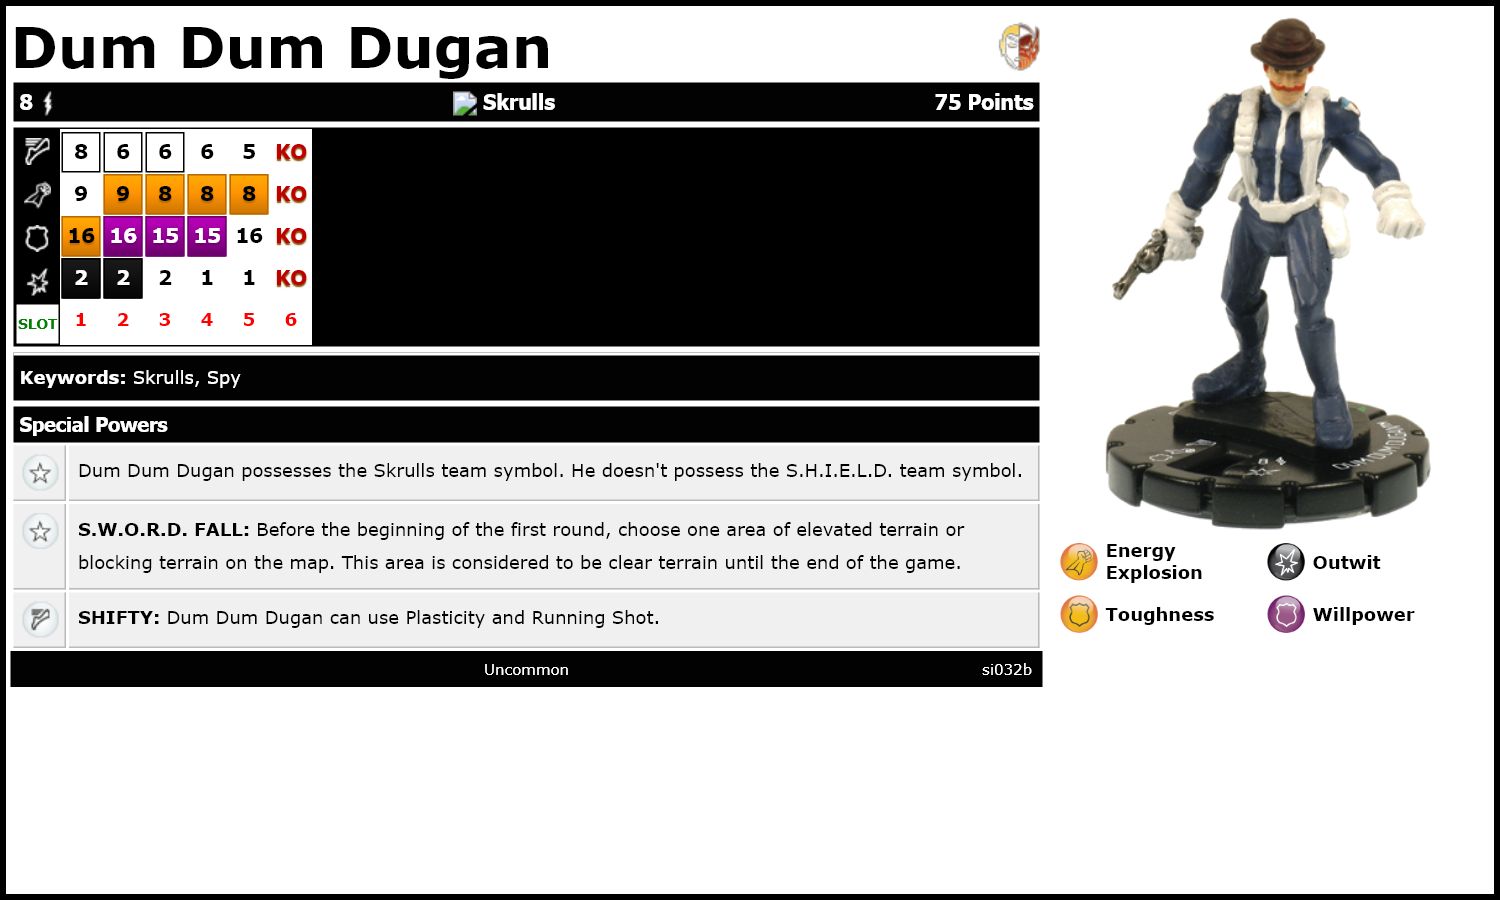 Dum Dum Dugan
8 Skrulls 75 Points
8 6 6 6 5 KO
9 9 8 8 8 KO
16 16 15 15 16 KO
2 2 2 1 1 KO
SLOT 1 2 3 4 5 6
Keywords: Skrulls, Spy
Special Powers
Dum Dum Dugan possesses the Skrulls team symbol. He doesn't possess the S.H.I.E.L.D. team symbol.
S.W.O.R.D. FALL: Before the beginning of the first round, choose one area of elevated terrain or
blocking terrain on the map. This area is considered to be clear terrain until the end of the game.
SHIFTY: Dum Dum Dugan can use Plasticity and Running Shot.
Uncommon si032b
DUM DUM DUGAN
Energy
Explosion
Outwit
Toughness
Willpower